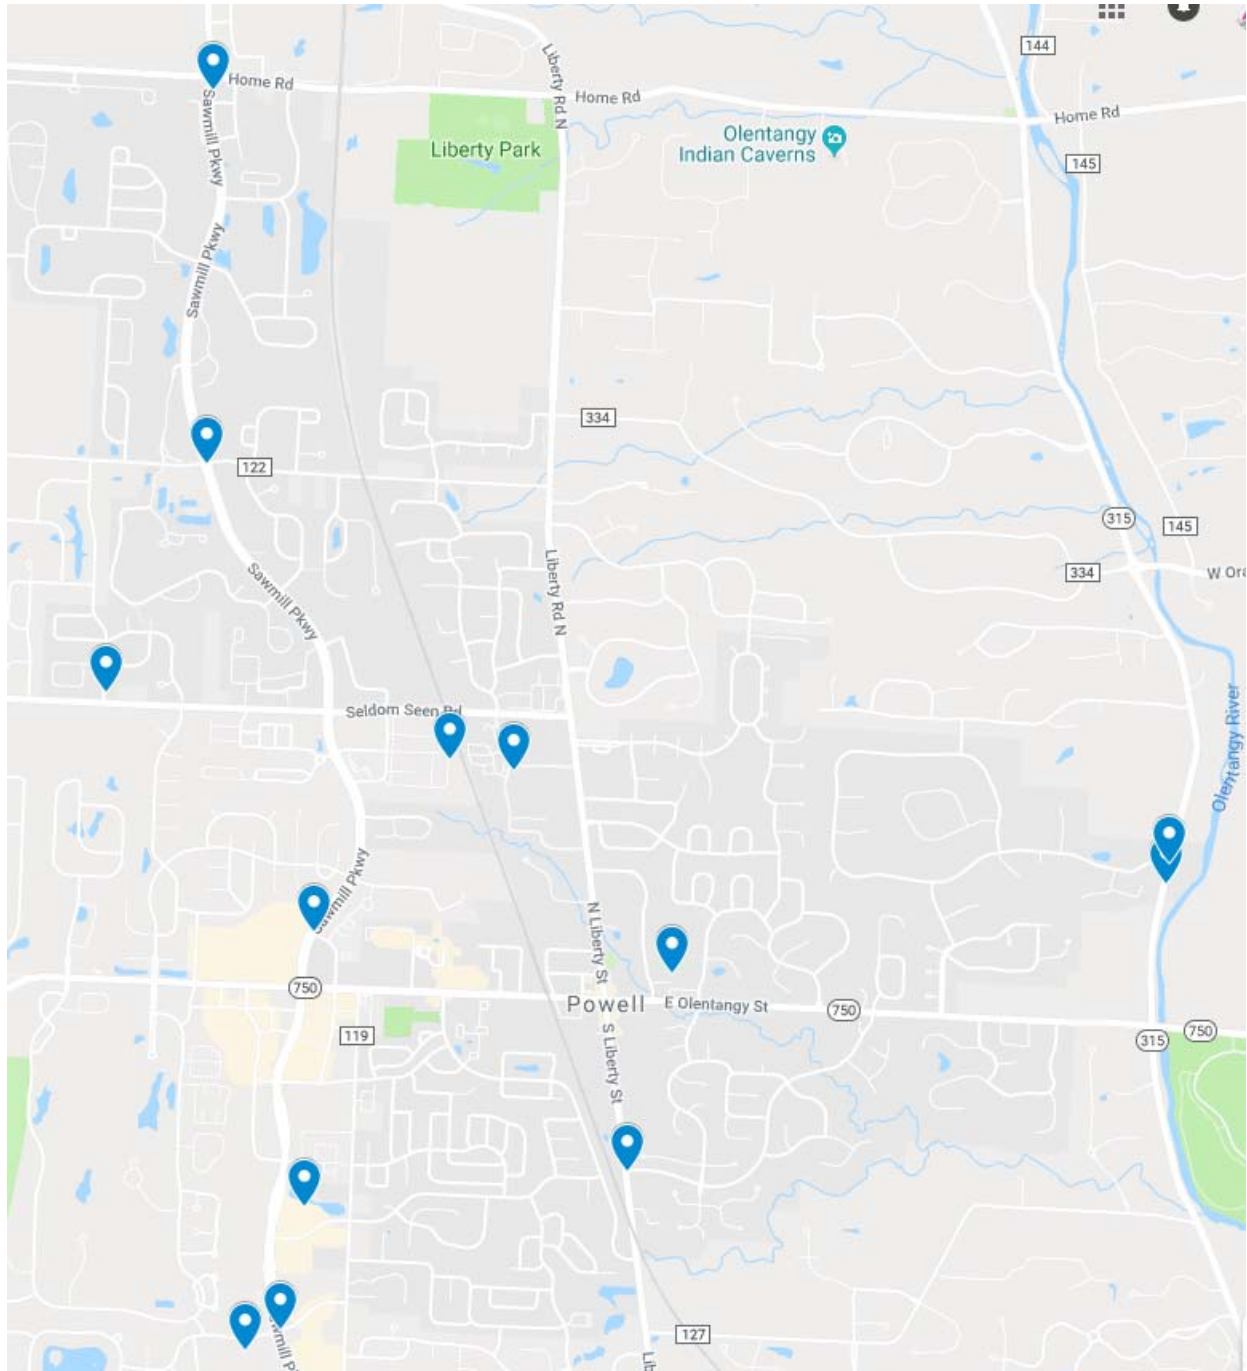 144
Liberty Rd N
Home Rd
Home Rd
Home Rd
Sawmill Pkwy
Olentangy
Indian Caverns
Liberty Park
145
Sawmill Pkwy
334
122
315
145
Liberty Rd N
Sawmill Pkwy
334
Seldom Seen Rd
Olentangy River
Sawmill Pkwy
N Liberty St
750
Powell
E Olentangy St
750
119
315
750
S Liberty St
127